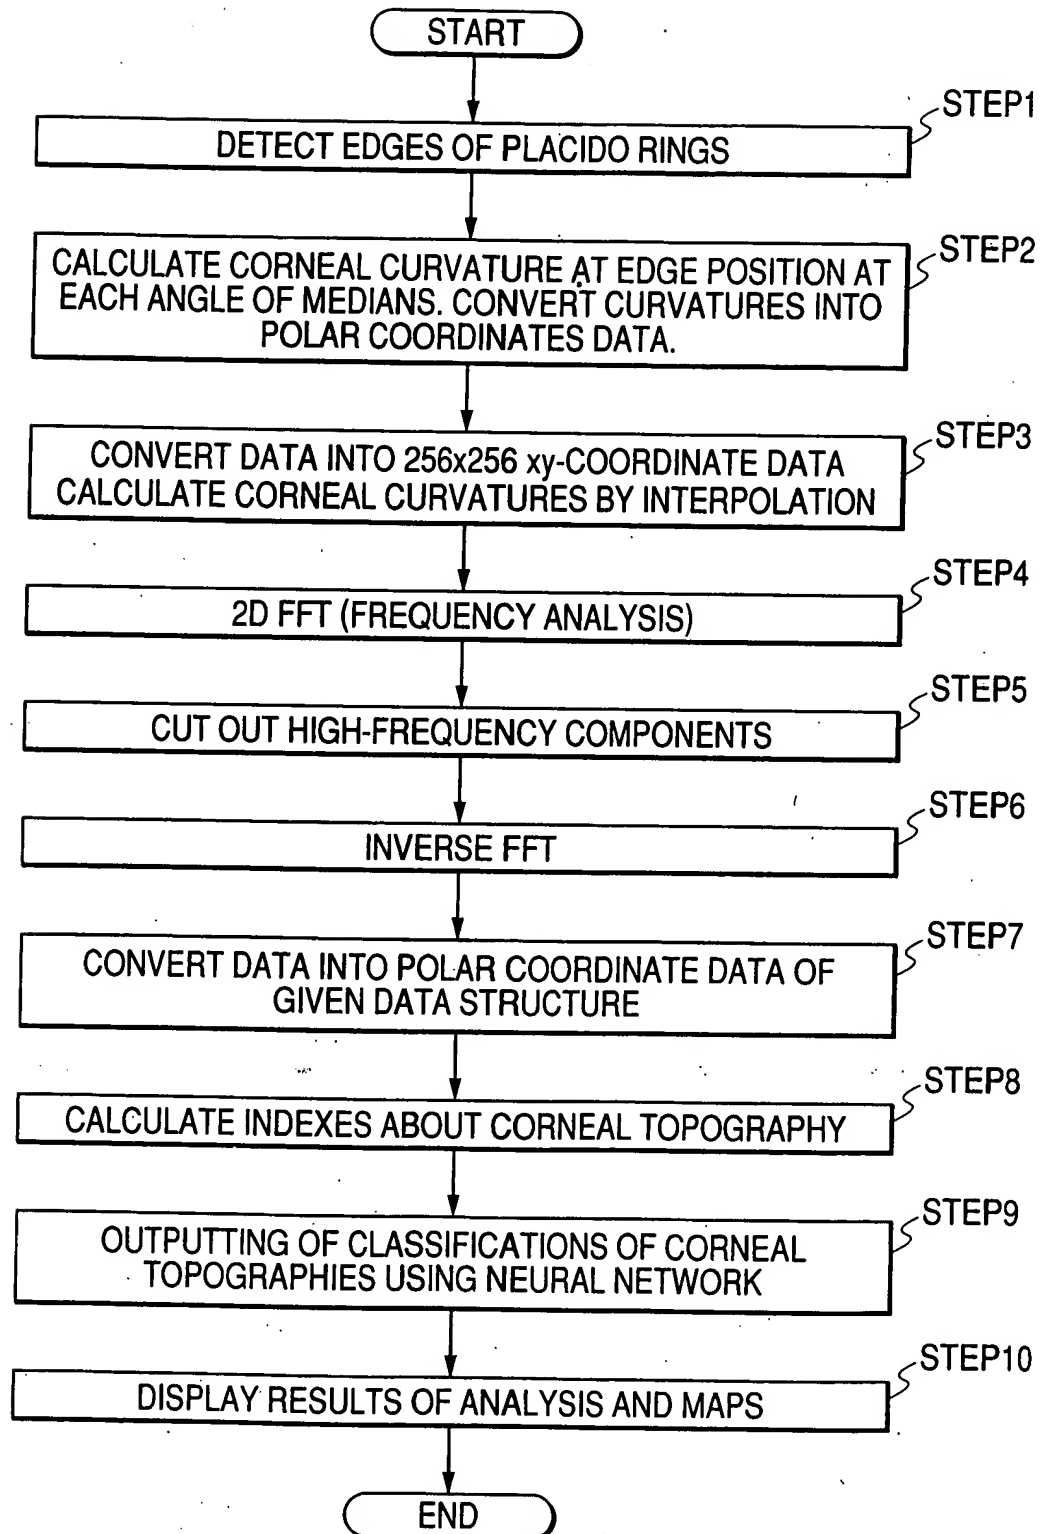 START
STEP1
DETECT EDGES OF PLACIDO RINGS
STEP2
CALCULATE CORNEAL CURVATURE AT EDGE POSITION AT
EACH ANGLE OF MEDIANS. CONVERT CURVATURES INTO
POLAR COORDINATES DATA.
STEP3
CONVERT DATA INTO 256x256 xy-COORDINATE DATA
CALCULATE CORNEAL CURVATURES BY INTERPOLATION
STEP4
2D FFT (FREQUENCY ANALYSIS)
STEP5
CUT OUT HIGH-FREQUENCY COMPONENTS
STEP6
INVERSE FFT
STEP7
CONVERT DATA INTO POLAR COORDINATE DATA OF
GIVEN DATA STRUCTURE
STEP8
CALCULATE INDEXES ABOUT CORNEAL TOPOGRAPHY
STEP9
OUTPUTTING OF CLASSIFICATIONS OF CORNEAL
TOPOGRAPHIES USING NEURAL NETWORK
STEP10
DISPLAY RESULTS OF ANALYSIS AND MAPS
END